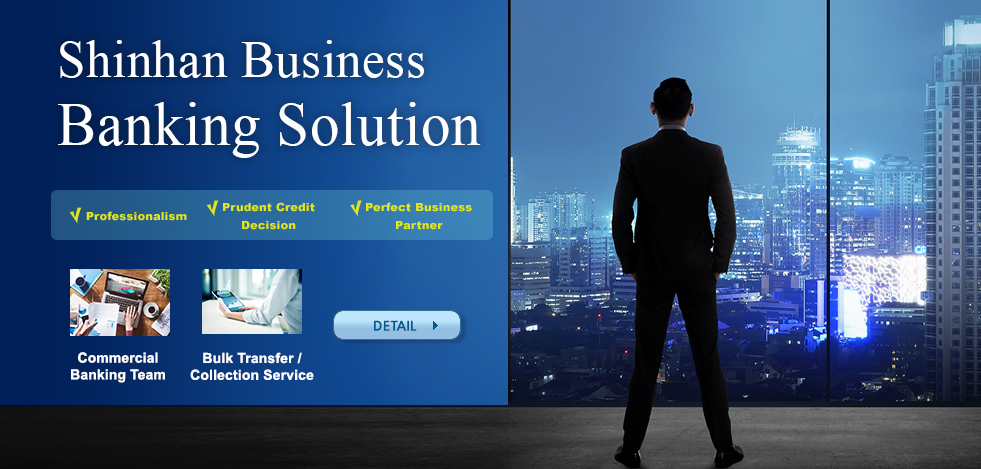 Shinhan Business
Banking Solution
Professionalism
Prudent Credit
Decision
Perfect Business
Partner
Commercial
Banking Team
Bulk Transfer /
Collection Service
DETAIL